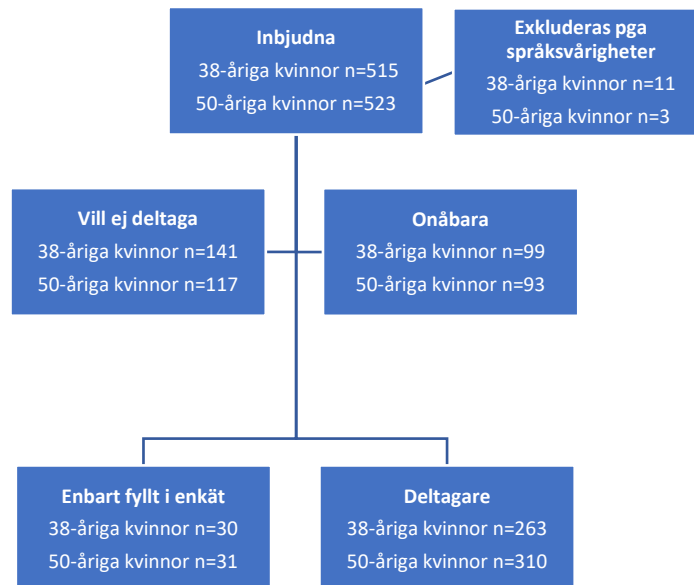 Inbjudna
38-åriga kvinnor n=515
50-åriga kvinnor n=523
Exkluderas pga
språksvårigheter
38-åriga kvinnor n=11
50-åriga kvinnor n=3
Vill ej deltaga
38-åriga kvinnor n=141
50-åriga kvinnor n=117
Onåbara
38-åriga kvinnor n=99
50-åriga kvinnor n=93
Enbart fyllt i enkät
38-åriga kvinnor n=30
50-åriga kvinnor n=31
Deltagare
38-åriga kvinnor n=263
50-åriga kvinnor n=310